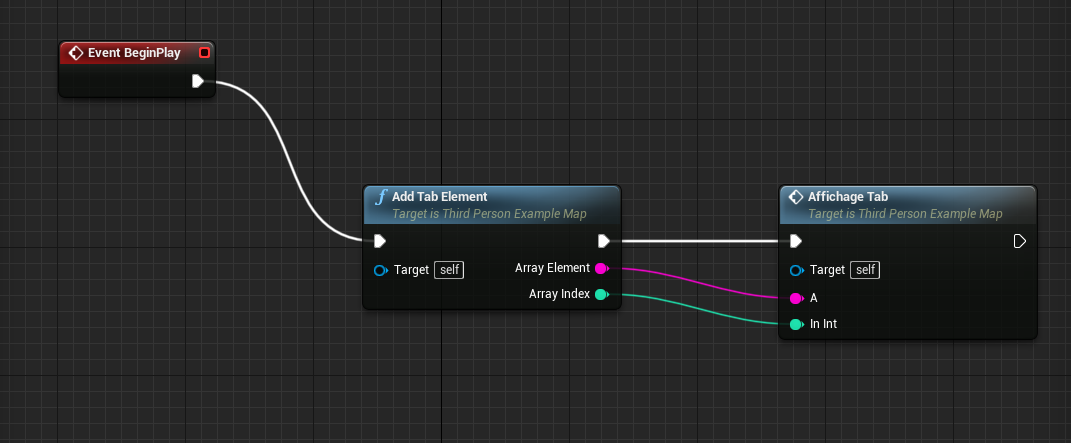 Event BeginPlay
f Add Tab Element
Target is Third Person Example Map
Target self
Array Element
Array Index
Affichage Tab
Target is Third Person Example Map
Target self
A
In Int